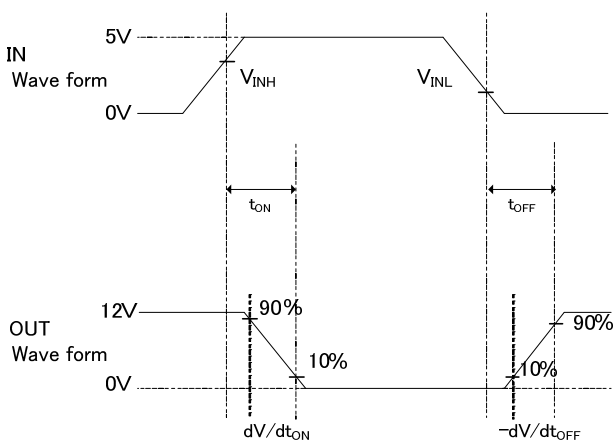 5V
IN
Wave form
V_INH
V_INL
0V
t_ON
t_OFF
12V
90%
90%
OUT
Wave form
10%
10%
0V
dV/dt_ON
-dV/dt_OFF